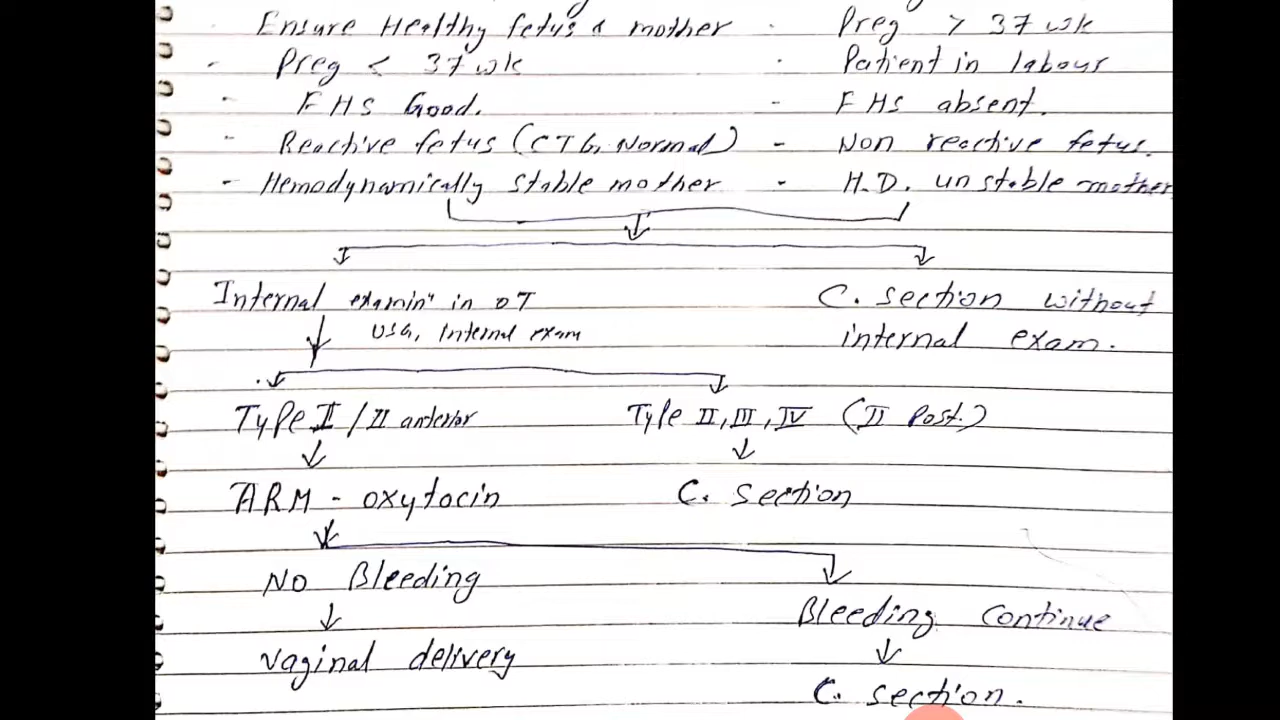 Ensure Healthy fetus & mother - Preg > 37 wk
- Preg < 37 wk - Patient in labour
- FHS Good. - FHS absent.
- Reactive fetus (CTG, Normal) - Non reactive fetus.
- Hemodynamically stable mother - H.D. unstable mother
Internal examinⁿ in OT C. section without
USG, Internal exam internal exam.
Type I / II anterior Type II, III, IV (II Post.)
ARM - oxytocin C. section
No Bleeding
Bleeding Continue
vaginal delivery
C. section.